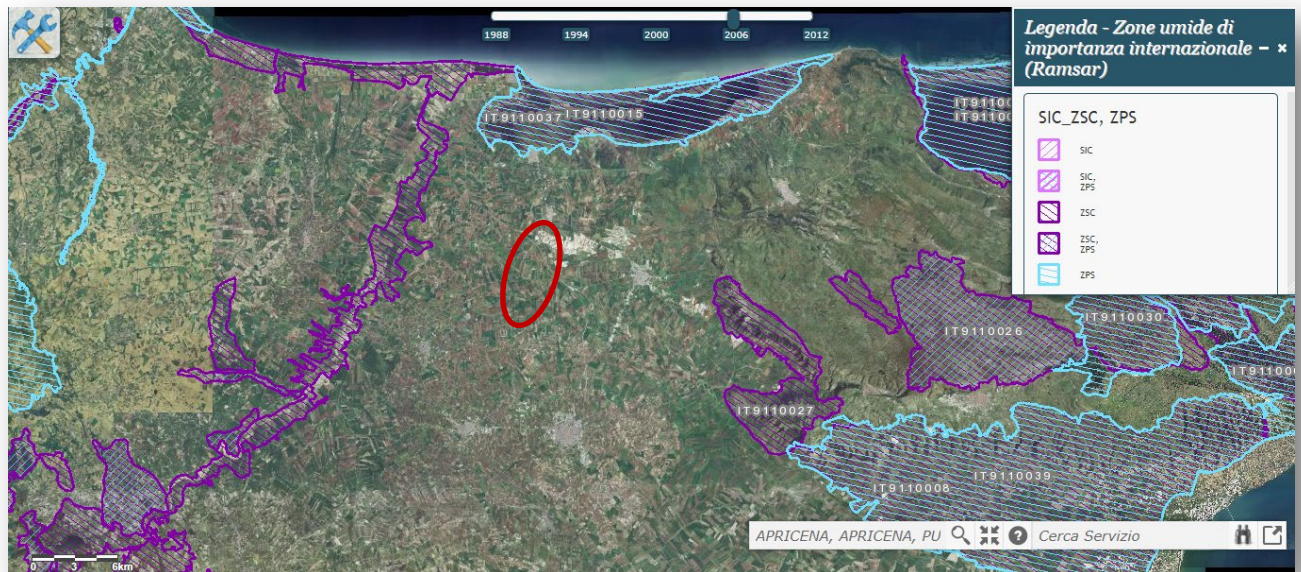 1988 1994 2000 2006 2012
Legenda - Zone umide di
importanza internazionale – ×
(Ramsar)
SIC_ZSC, ZPS
SIC
SIC,
ZPS
ZSC
ZSC,
ZPS
ZPS
IT9110037 IT9110015
IT9110026
IT9110030
IT9110027
IT9110039
IT9110008
APRICENA, APRICENA, PU
Cerca Servizio
0 3 6km